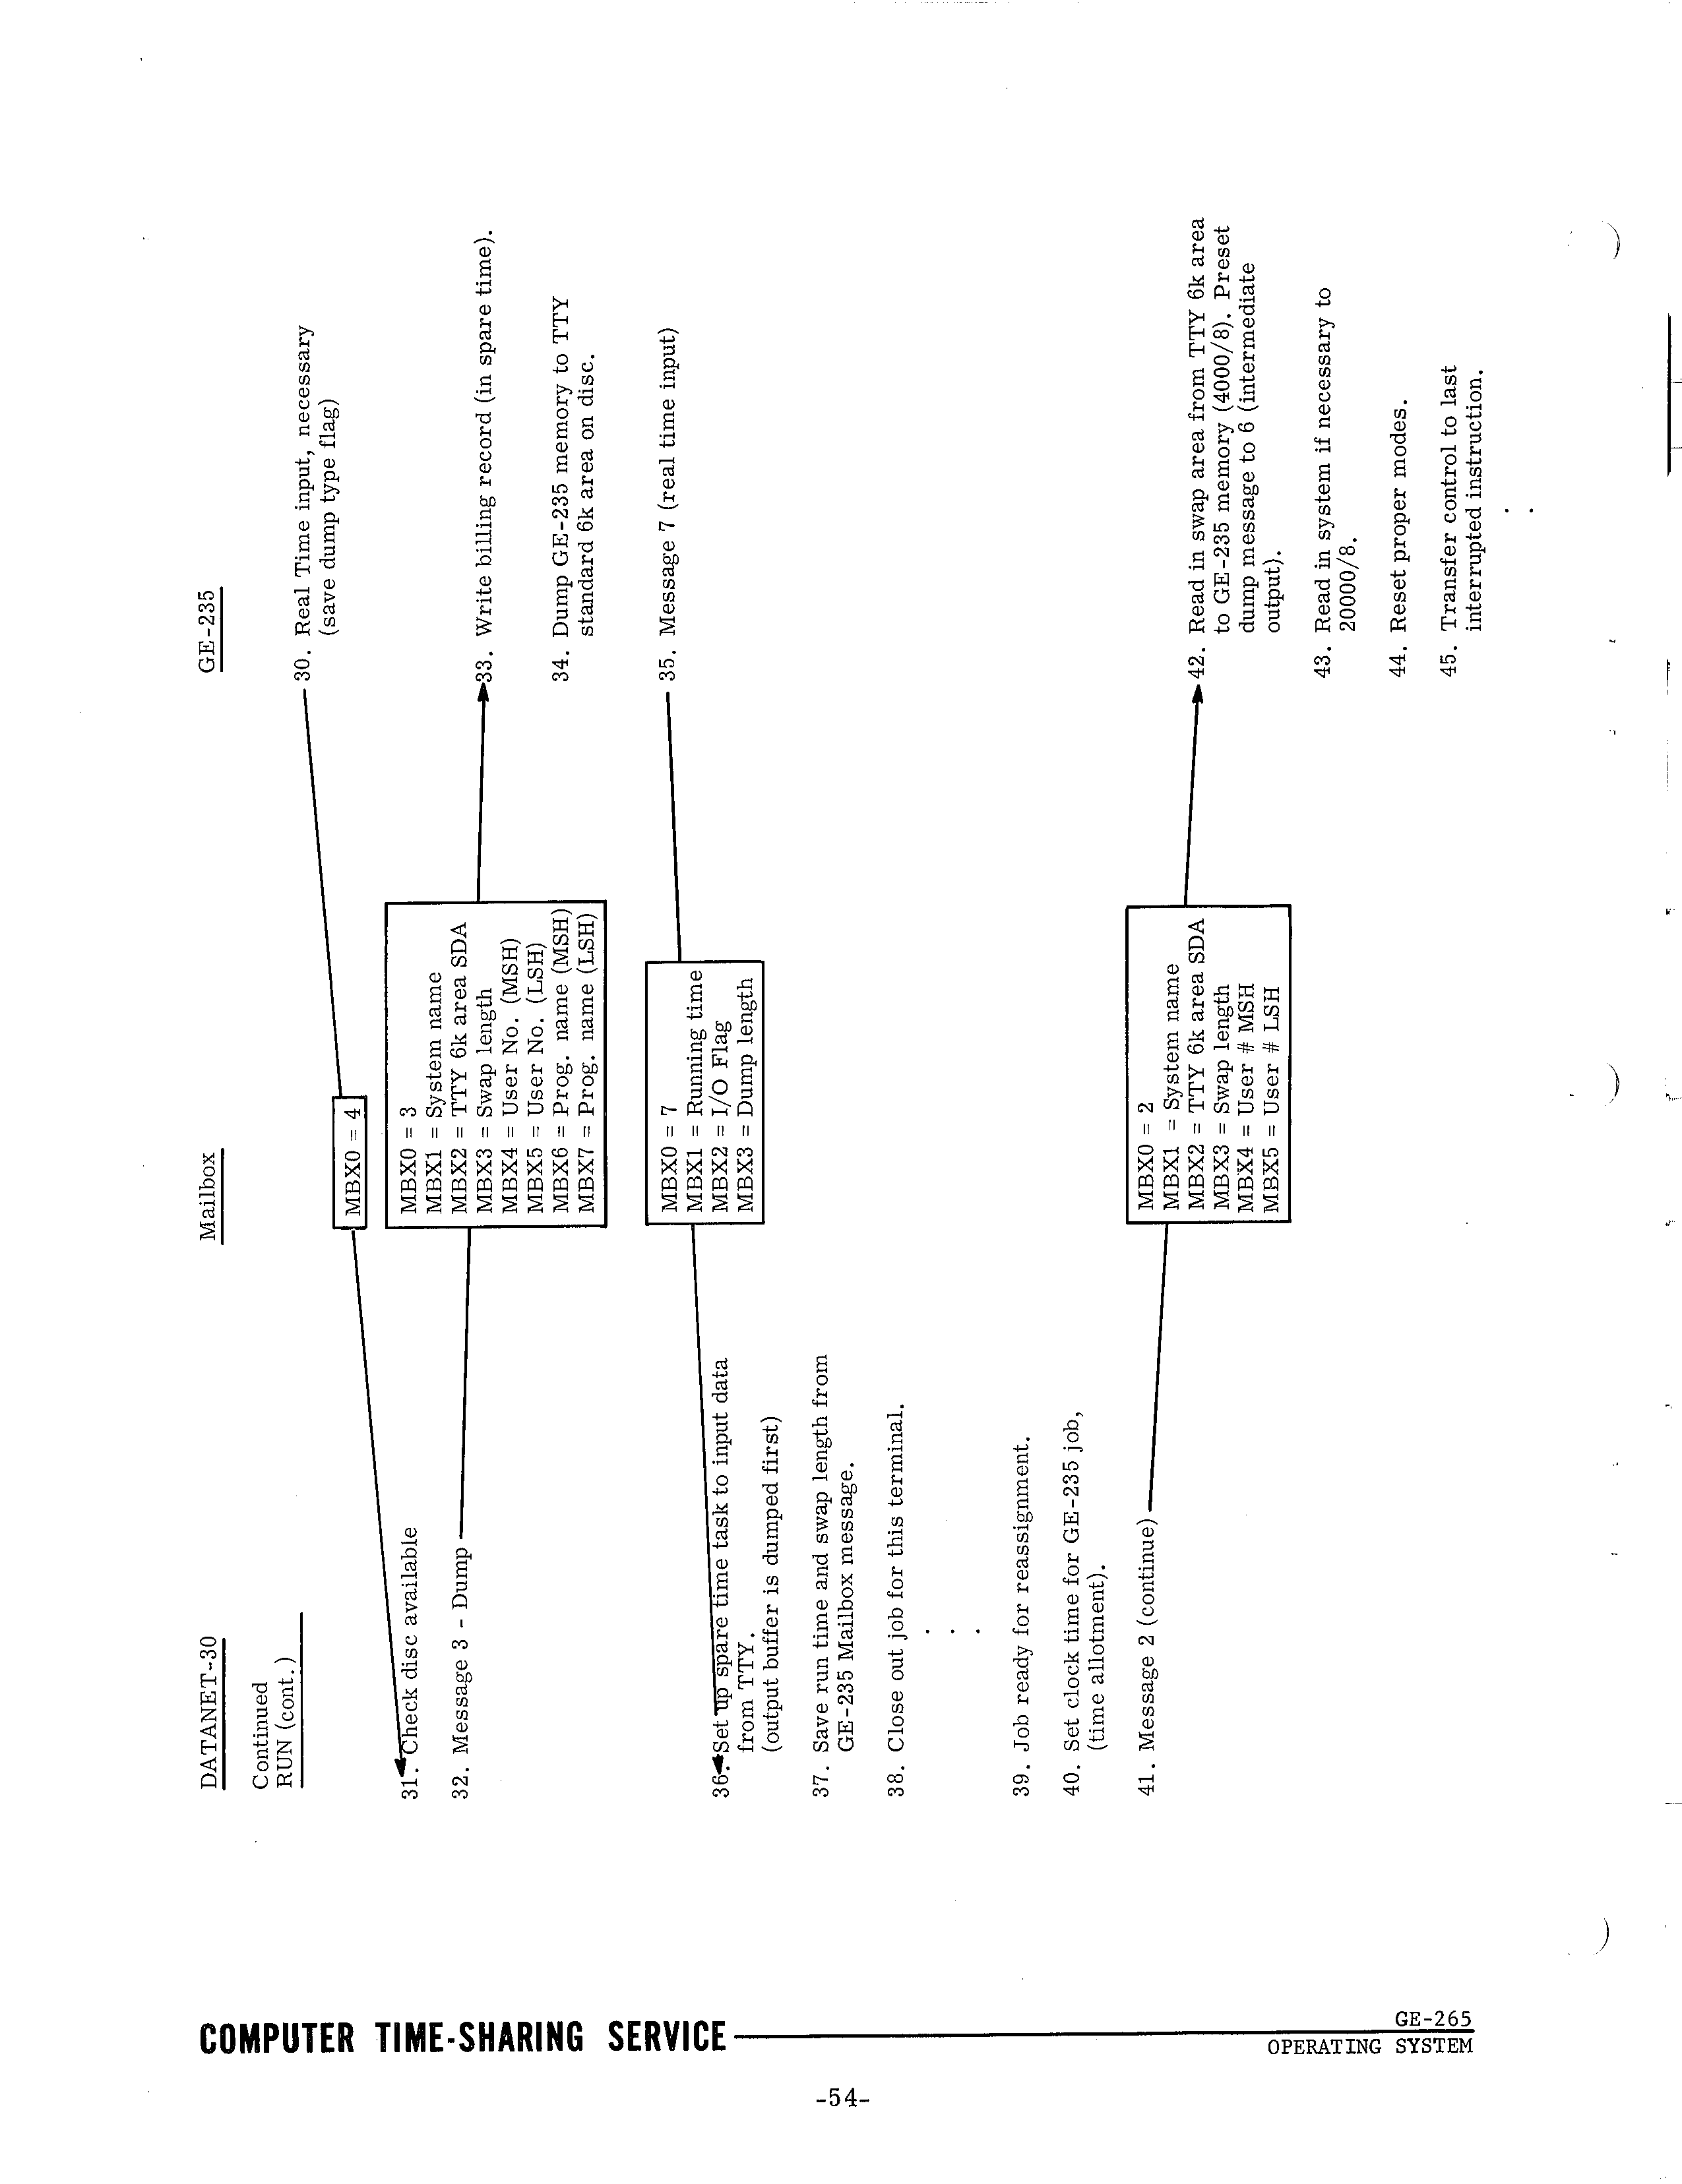 DATANET-30
Mailbox
GE-235
Continued
RUN (cont.)
30. Real Time input, necessary
(save dump type flag)
MBX0 = 4
31. Check disc available
32. Message 3 - Dump
MBX0 = 3
MBX1 = System name
MBX2 = TTY 6k area SDA
MBX3 = Swap length
MBX4 = User No. (MSH)
MBX5 = User No. (LSH)
MBX6 = Prog. name (MSH)
MBX7 = Prog. name (LSH)
33. Write billing record (in spare time).
34. Dump GE-235 memory to TTY
standard 6k area on disc.
35. Message 7 (real time input)
MBX0 = 7
MBX1 = Running time
MBX2 = I/O Flag
MBX3 = Dump length
36. Set up spare time task to input data
from TTY.
(output buffer is dumped first)
37. Save run time and swap length from
GE-235 Mailbox message.
38. Close out job for this terminal.
.
.
.
39. Job ready for reassignment.
40. Set clock time for GE-235 job,
(time allotment).
41. Message 2 (continue)
MBX0 = 2
MBX1 = System name
MBX2 = TTY 6k area SDA
MBX3 = Swap length
MBX4 = User # MSH
MBX5 = User # LSH
42. Read in swap area from TTY 6k area
to GE-235 memory (4000/8). Preset
dump message to 6 (intermediate
output).
43. Read in system if necessary to
20000/8.
44. Reset proper modes.
45. Transfer control to last
interrupted instruction.
.
.
COMPUTER TIME-SHARING SERVICE
GE-265
OPERATING SYSTEM
-54-